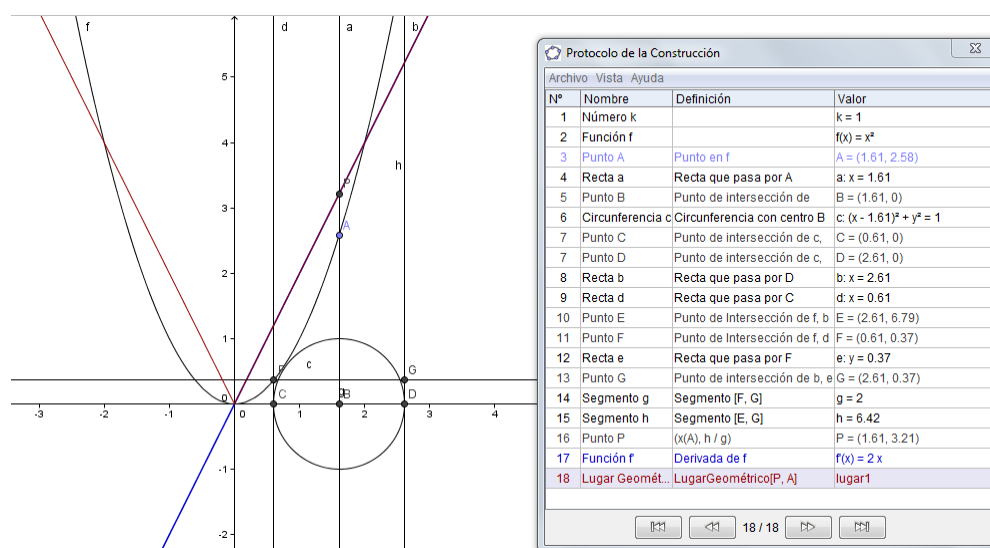 f
d
a
b
5
4
h
P
3
A
2
1
c
G
0
C
B
D
-3
-2
-1
0
1
2
3
4
-1
-2
Protocolo de la Construcción
Archivo Vista Ayuda
Nº Nombre Definición Valor
1 Número k k = 1
2 Función f f(x) = x²
3 Punto A Punto en f A = (1.61, 2.58)
4 Recta a Recta que pasa por A a: x = 1.61
5 Punto B Punto de intersección de B = (1.61, 0)
6 Circunferencia c Circunferencia con centro B c: (x - 1.61)² + y² = 1
7 Punto C Punto de intersección de c, C = (0.61, 0)
7 Punto D Punto de intersección de c, D = (2.61, 0)
8 Recta b Recta que pasa por D b: x = 2.61
9 Recta d Recta que pasa por C d: x = 0.61
10 Punto E Punto de Intersección de f, b E = (2.61, 6.79)
11 Punto F Punto de Intersección de f, d F = (0.61, 0.37)
12 Recta e Recta que pasa por F e: y = 0.37
13 Punto G Punto de intersección de b, e G = (2.61, 0.37)
14 Segmento g Segmento [F, G] g = 2
15 Segmento h Segmento [E, G] h = 6.42
16 Punto P (x(A), h / g) P = (1.61, 3.21)
17 Función f' Derivada de f f'(x) = 2 x
18 Lugar Geomét... LugarGeométrico[P, A] lugar1
18 / 18